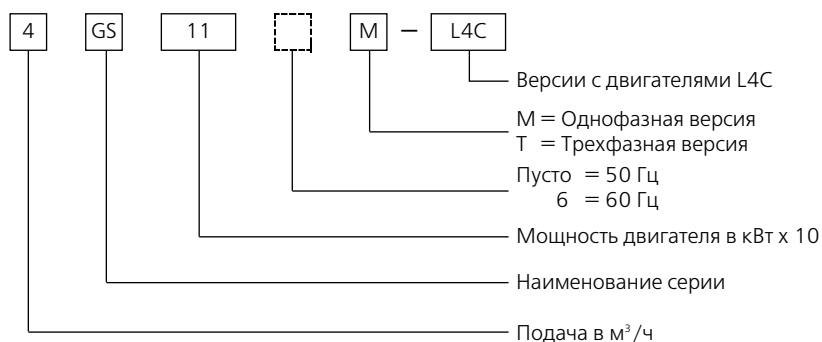 4 GS 11 M – L4C
Версии с двигателями L4C
M = Однофазная версия
T = Трехфазная версия
Пусто = 50 Гц
6 = 60 Гц
Мощность двигателя в кВт x 10
Наименование серии
Подача в м³/ч